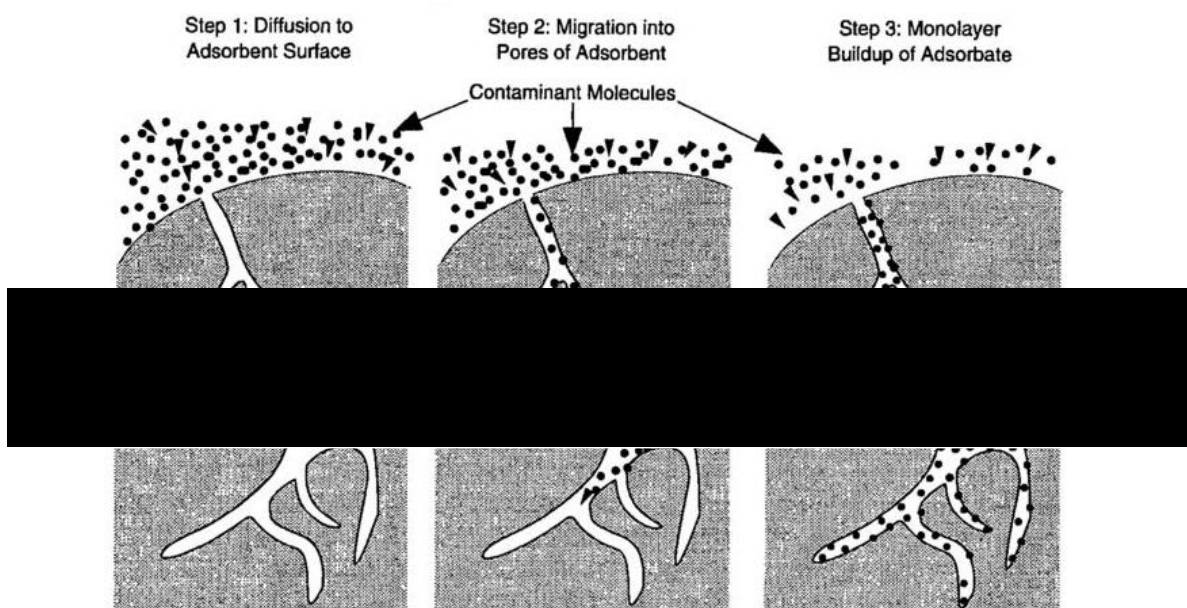 Step 1: Diffusion to
Adsorbent Surface
Step 2: Migration into
Pores of Adsorbent
Step 3: Monolayer
Buildup of Adsorbate
Contaminant Molecules